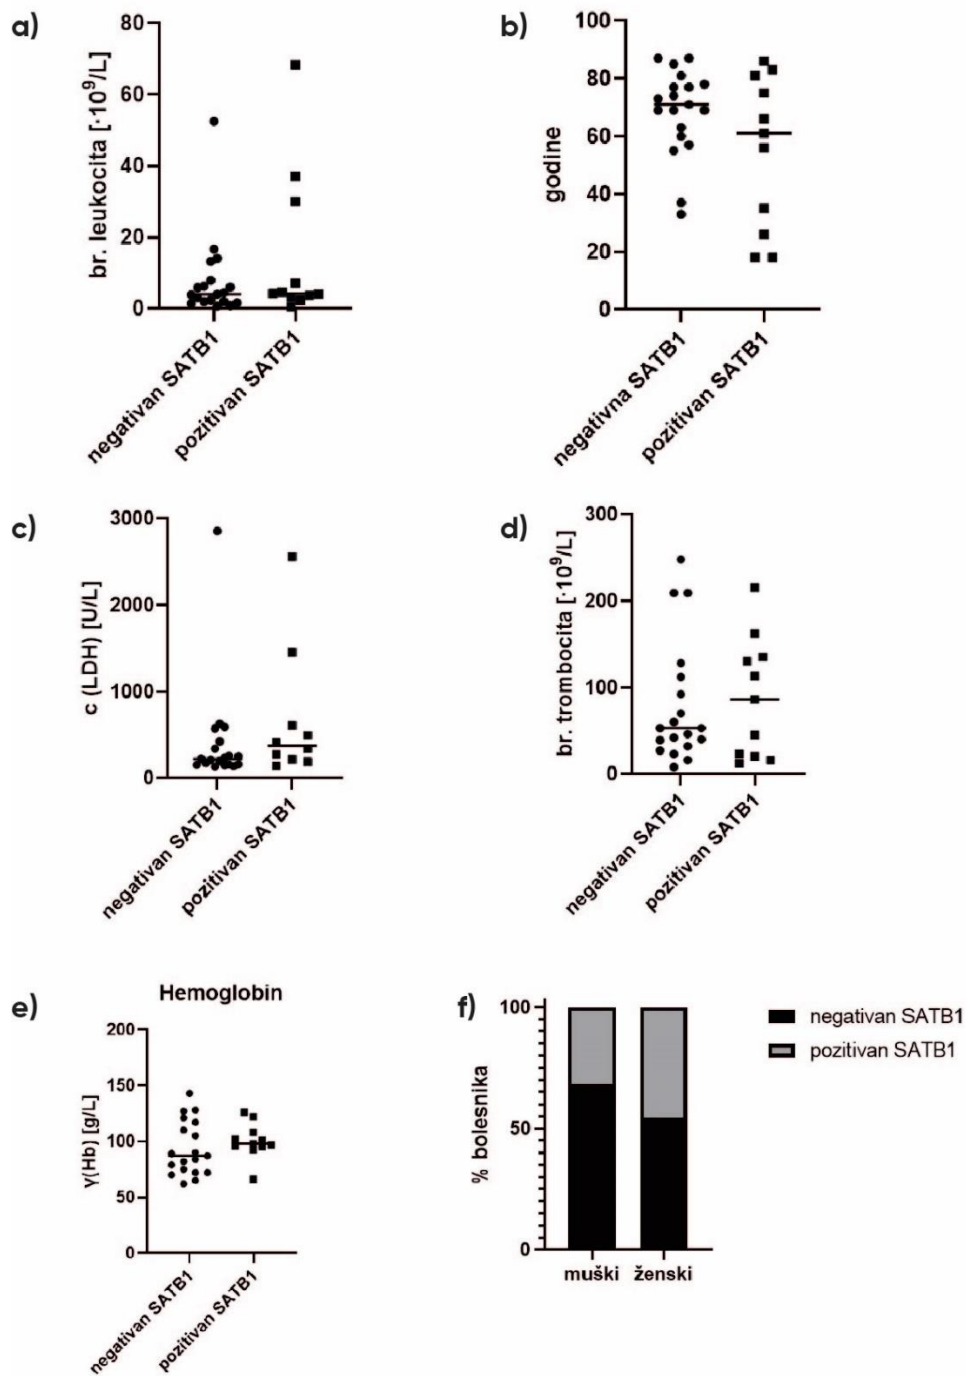 a)
br. leukocita [·10⁹/L]
80
60
40
20
0
negativan SATB1
pozitivan SATB1
b)
godine
100
80
60
40
20
0
negativna SATB1
pozitivan SATB1
c)
c (LDH) [U/L]
3000
2000
1000
0
negativan SATB1
pozitivan SATB1
d)
br. trombocita [·10⁹/L]
300
200
100
0
negativan SATB1
pozitivan SATB1
e)
Hemoglobin
γ(Hb) [g/L]
200
150
100
50
0
negativan SATB1
pozitivan SATB1
f)
% bolesnika
100
50
0
muški ženski
negativan SATB1
pozitivan SATB1